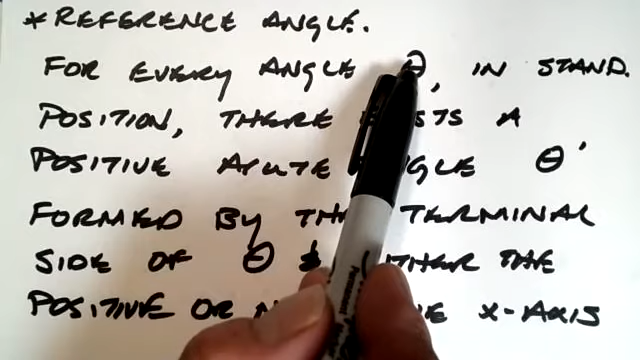 * REFERENCE ANGLE.
FOR EVERY ANGLE θ, IN STAND.
POSITION, THERE A
POSITIVE ACUTE θ'
FORMED BY THE TERMINAL
SIDE OF θ & THE
POSITIVE OR X-AXIS